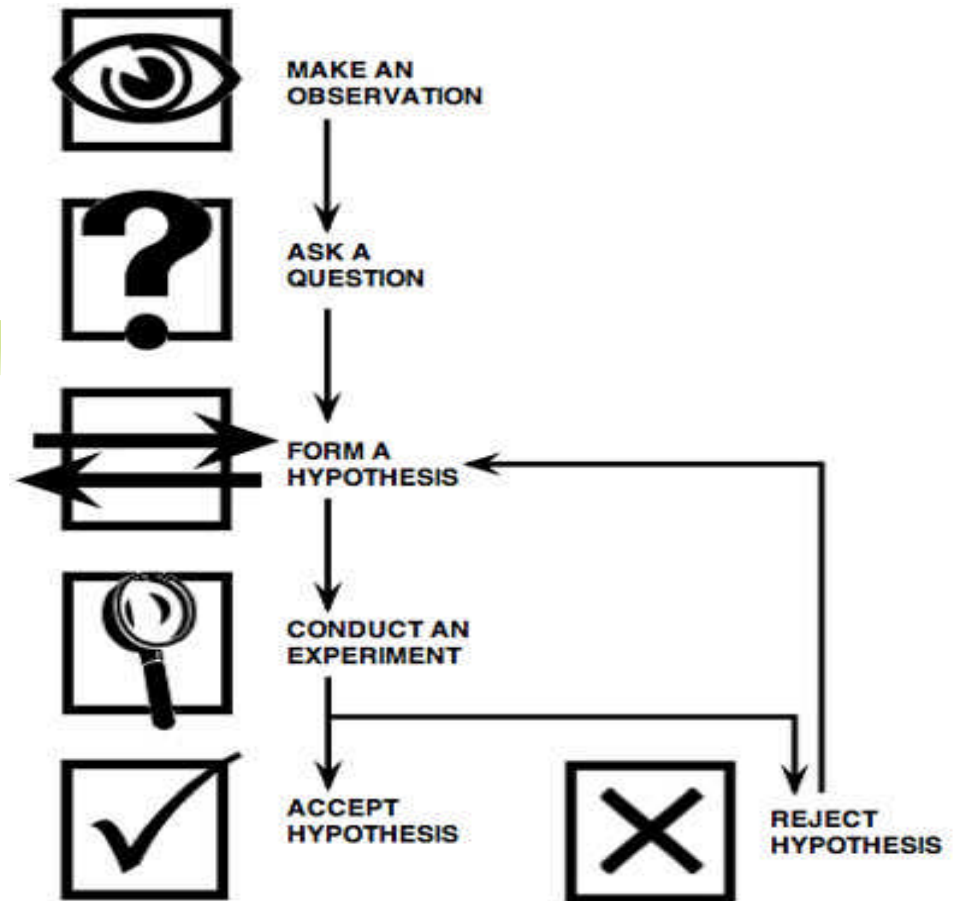 MAKE AN
OBSERVATION
?
ASK A
QUESTION
FORM A
HYPOTHESIS
CONDUCT AN
EXPERIMENT
ACCEPT
HYPOTHESIS
REJECT
HYPOTHESIS